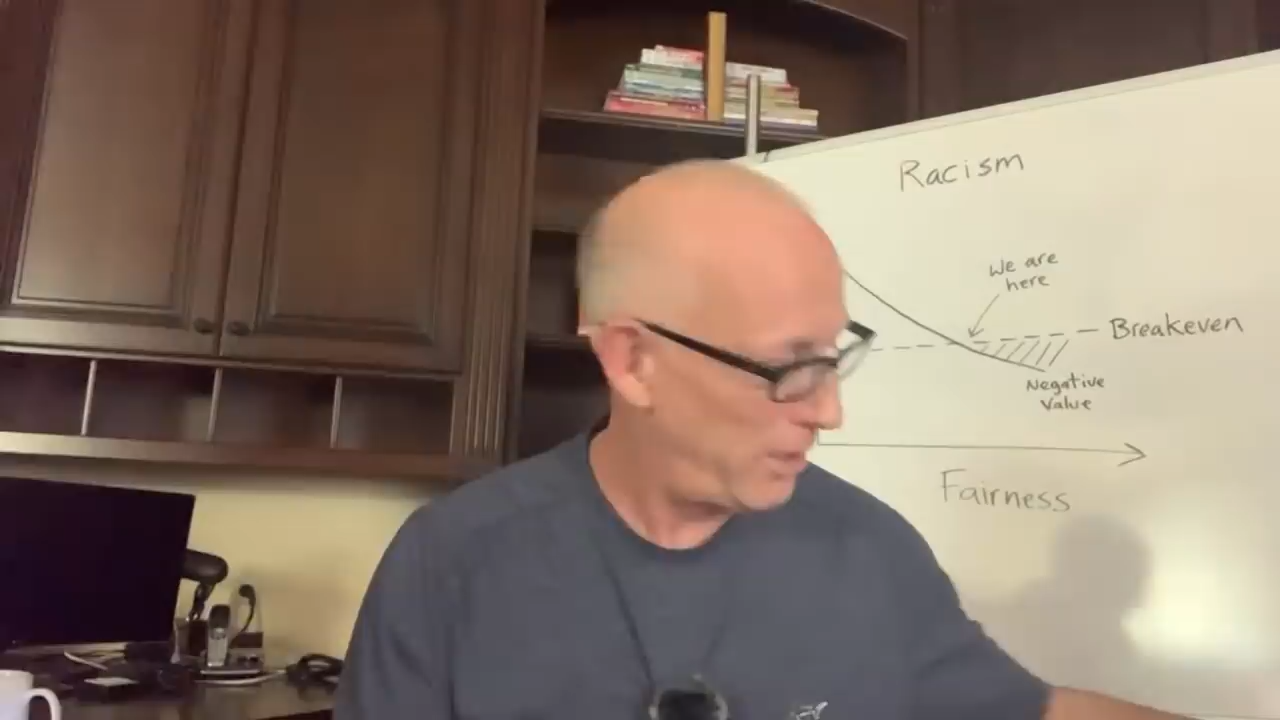 Racism
We are
here
Breakeven
Negative
Value
Fairness